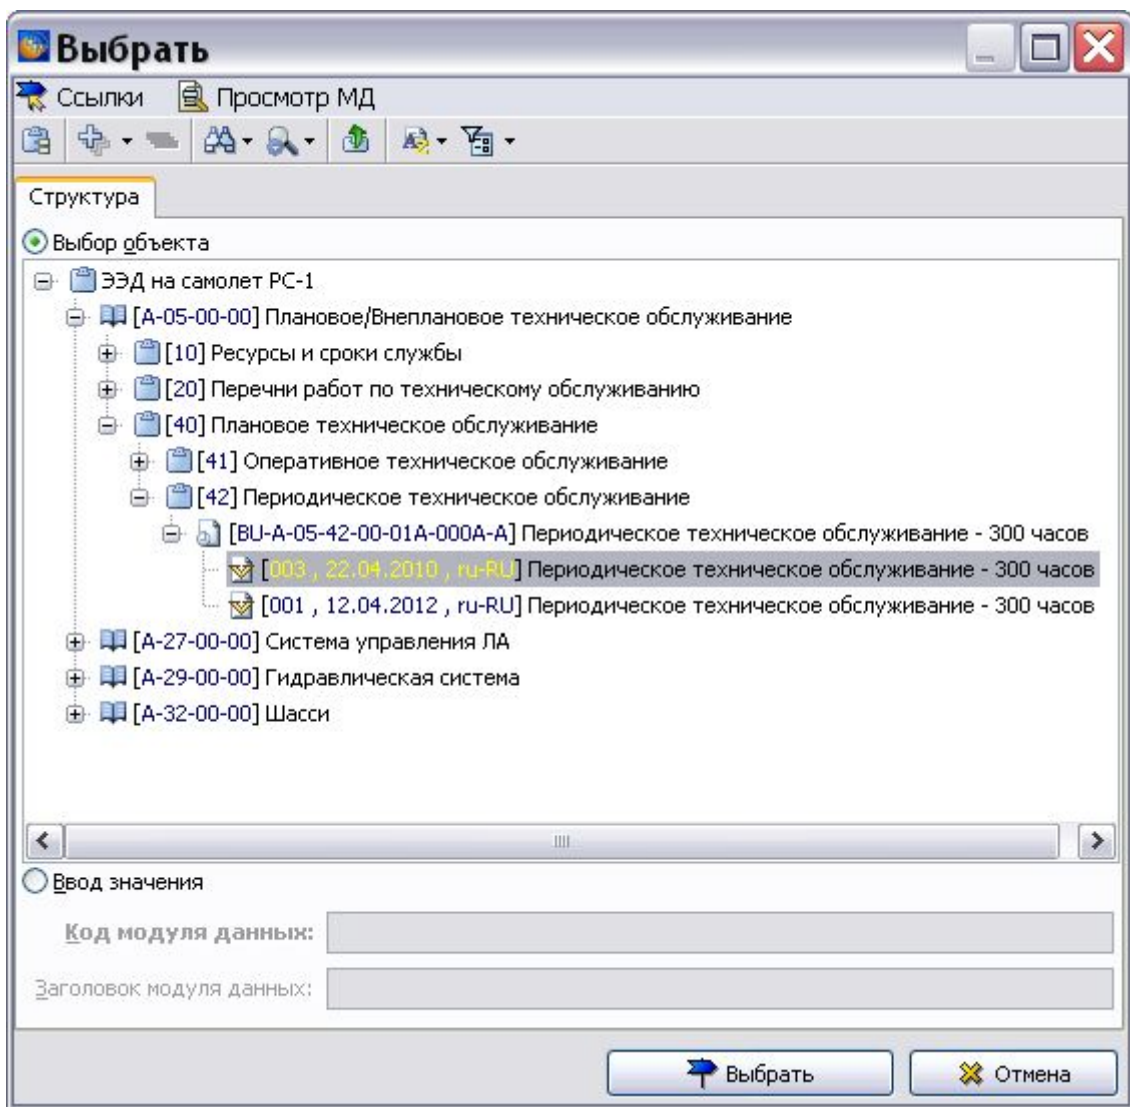 Выбрать
Ссылки Просмотр МД
Структура
Выбор объекта
ЭЭД на самолет РС-1
[A-05-00-00] Плановое/Внеплановое техническое обслуживание
[10] Ресурсы и сроки службы
[20] Перечни работ по техническому обслуживанию
[40] Плановое техническое обслуживание
[41] Оперативное техническое обслуживание
[42] Периодическое техническое обслуживание
[BU-A-05-42-00-01A-000A-A] Периодическое техническое обслуживание - 300 часов
[003 , 22.04.2010 , ru-RU] Периодическое техническое обслуживание - 300 часов
[001 , 12.04.2012 , ru-RU] Периодическое техническое обслуживание - 300 часов
[A-27-00-00] Система управления ЛА
[A-29-00-00] Гидравлическая система
[A-32-00-00] Шасси
Ввод значения
Код модуля данных:
Заголовок модуля данных:
Выбрать Отмена